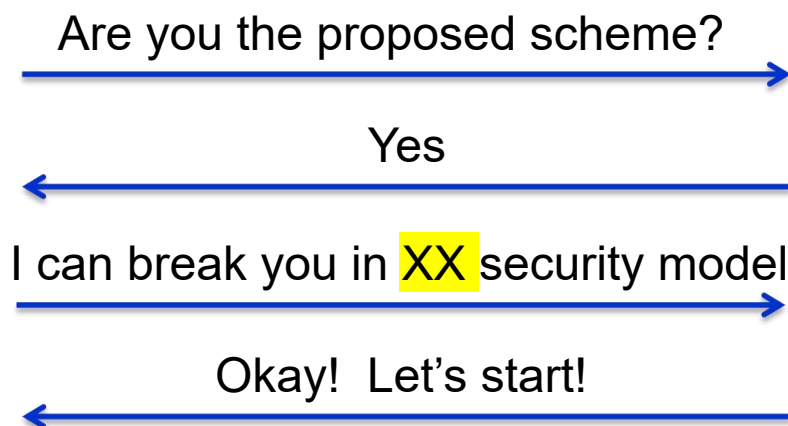 Are you the proposed scheme?
Yes
I can break you in XX security model
Okay!  Let’s start!